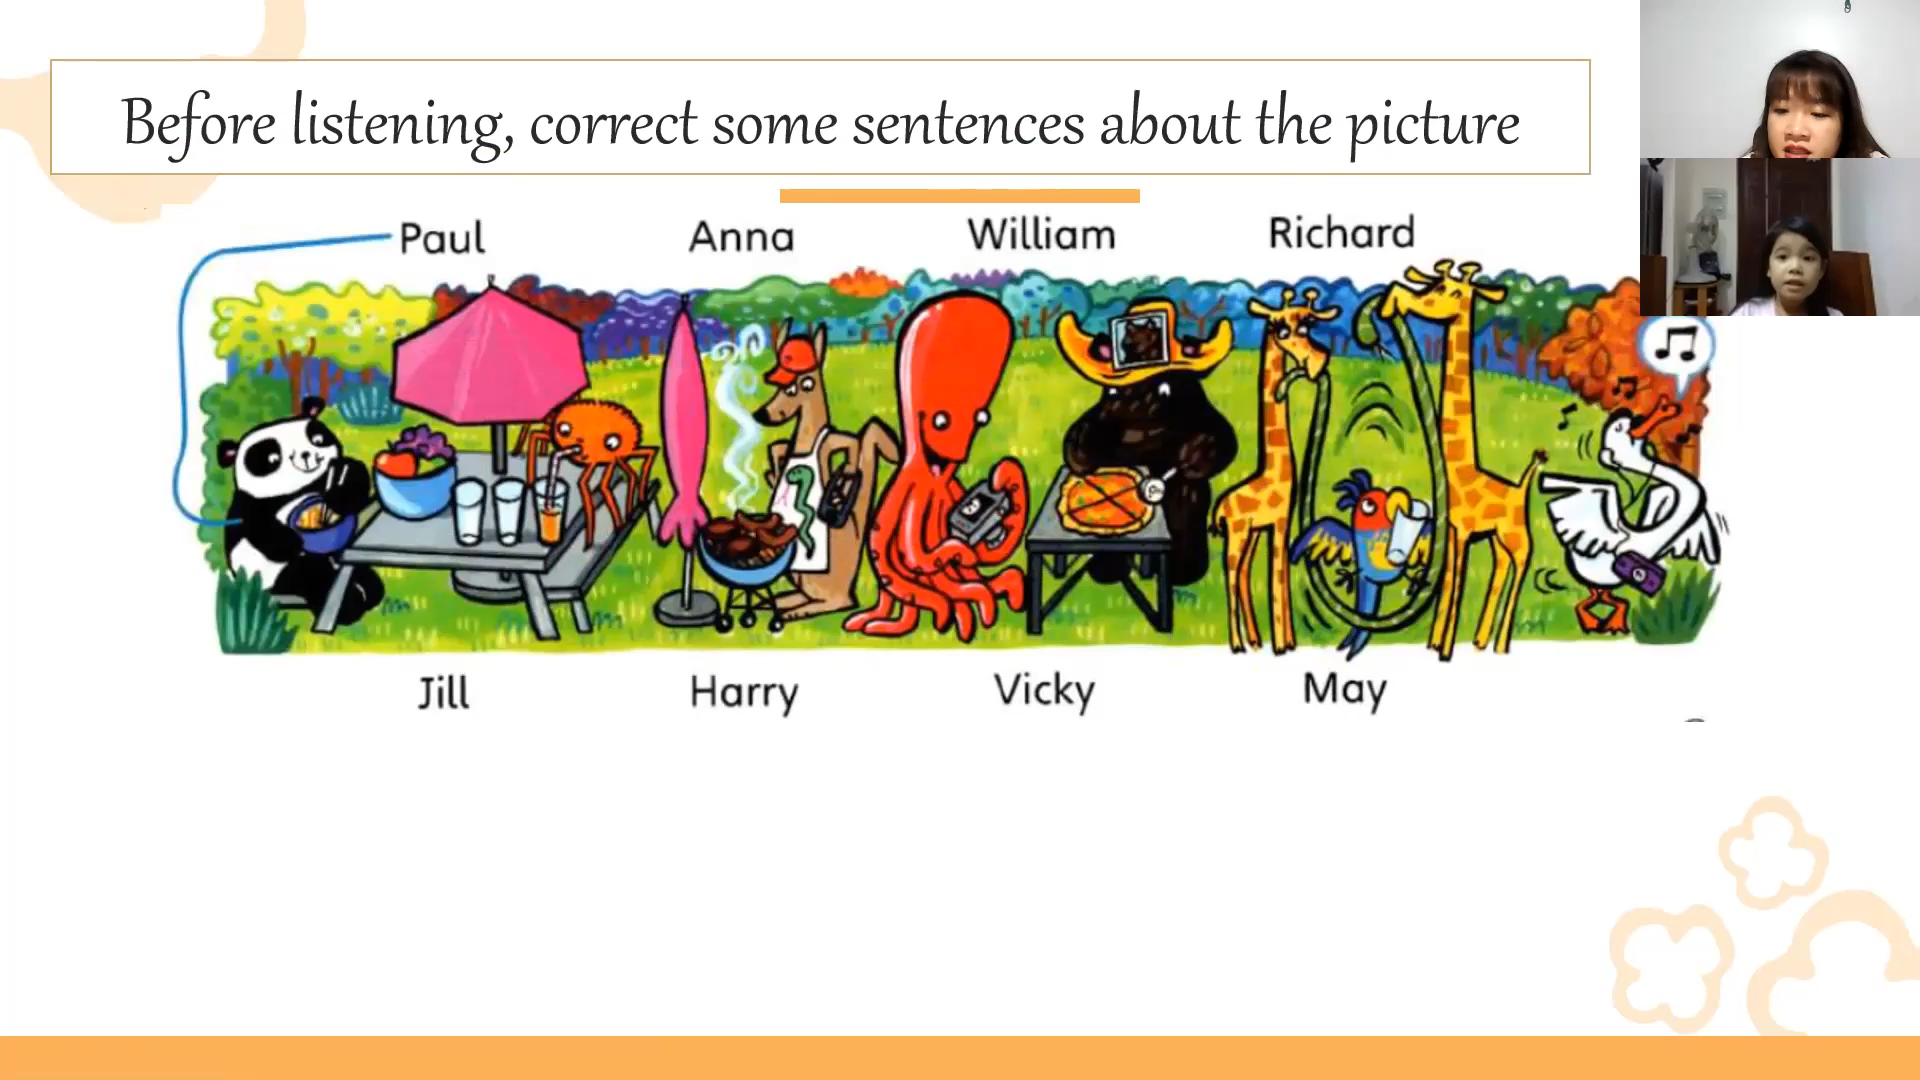 Before listening, correct some sentences about the picture
Paul Anna William Richard
Jill Harry Vicky May